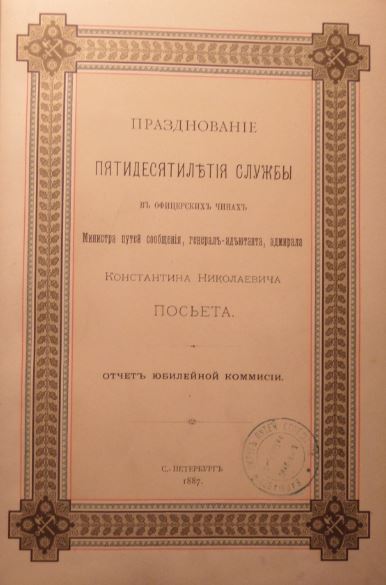 ПРАЗДНОВАНІЕ
ПЯТИДЕСЯТИЛѢТІЯ СЛУЖБЫ
ВЪ ОФИЦЕРСКИХЪ ЧИНАХЪ
Министра путей сообщенія, генералъ-адъютанта, адмирала
КОНСТАНТИНА НИКОЛАЕВИЧА
ПОСЬЕТА.
ОТЧЕТЪ ЮБИЛЕЙНОЙ КОММИСІИ.
С.-ПЕТЕРБУРГЪ
1887.